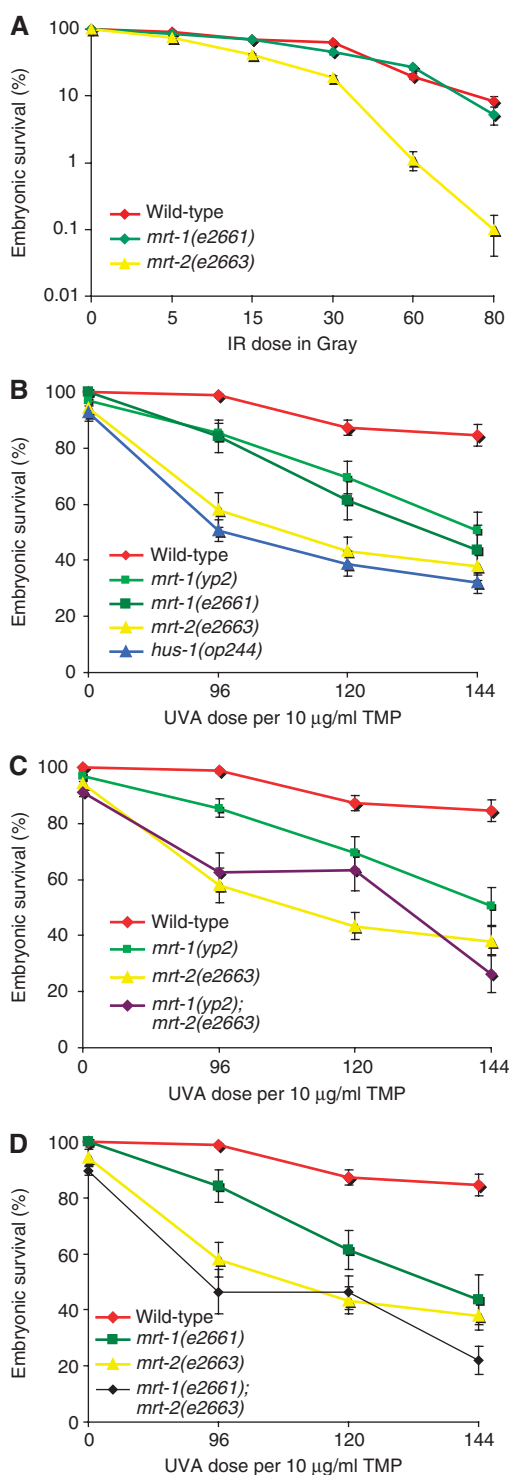 A
Embryonic survival (%)
100
10
1
0.1
0.01
Wild-type
mrt-1(e2661)
mrt-2(e2663)
0 5 15 30 60 80
IR dose in Gray
B
Embryonic survival (%)
100
80
60
40
20
0
Wild-type
mrt-1(yp2)
mrt-1(e2661)
mrt-2(e2663)
hus-1(op244)
0 96 120 144
UVA dose per 10 µg/ml TMP
C
Embryonic survival (%)
100
80
60
40
20
0
Wild-type
mrt-1(yp2)
mrt-2(e2663)
mrt-1(yp2);
mrt-2(e2663)
0 96 120 144
UVA dose per 10 µg/ml TMP
D
Embryonic survival (%)
100
80
60
40
20
0
Wild-type
mrt-1(e2661)
mrt-2(e2663)
mrt-1(e2661);
mrt-2(e2663)
0 96 120 144
UVA dose per 10 µg/ml TMP